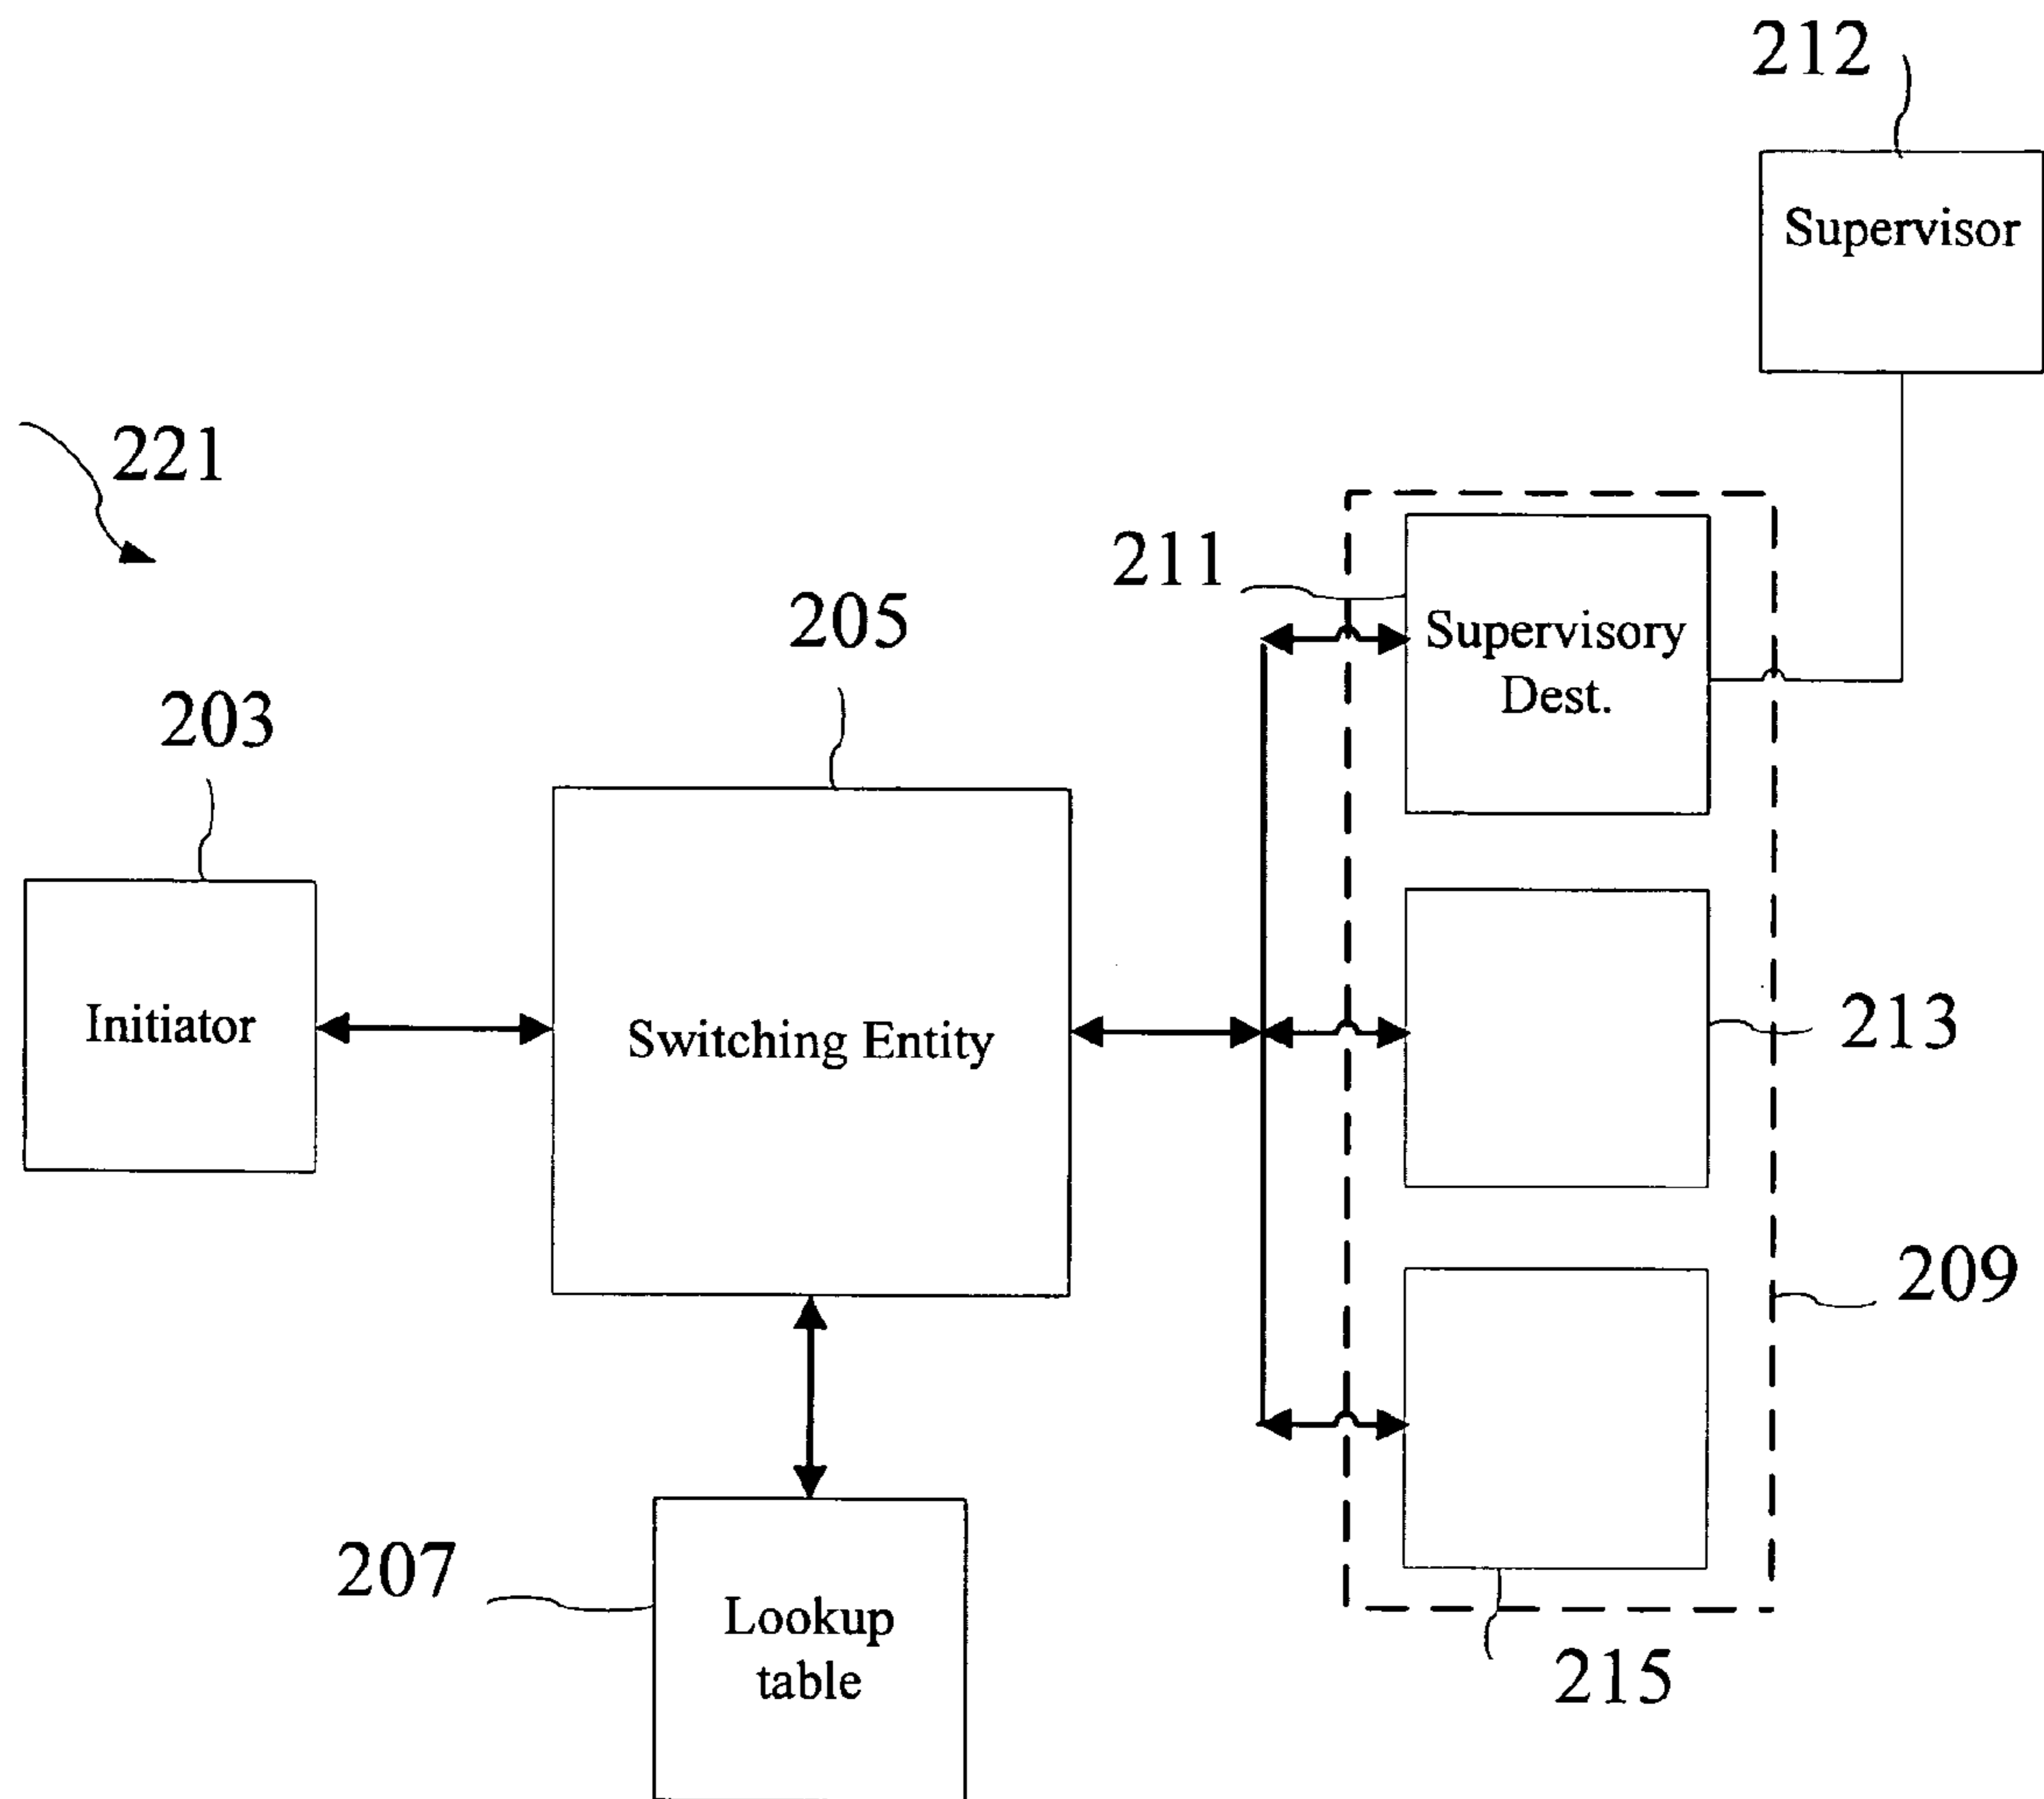 212
Supervisor
221
211
Supervisory
Dest.
205
203
Initiator
Switching Entity
213
209
207
Lookup
table
215